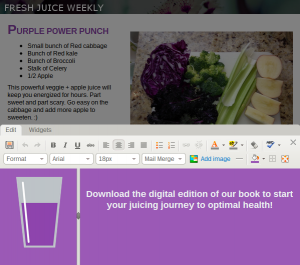 FRESH JUICE WEEKLY
PURPLE POWER PUNCH
Small bunch of Red cabbage
Bunch of Red kale
Bunch of Broccoli
Stalk of Celery
1/2 Apple
This powerful veggie + apple juice will
keep you energized for hours. Part
sweet and part scary. Go easy on the
cabbage and add more apple to
sweeten. :)
Edit Widgets
B I U abc
Format Arial 18px Mail Merge Add image
Download the digital edition of our book to start
your juicing journey to optimal health!